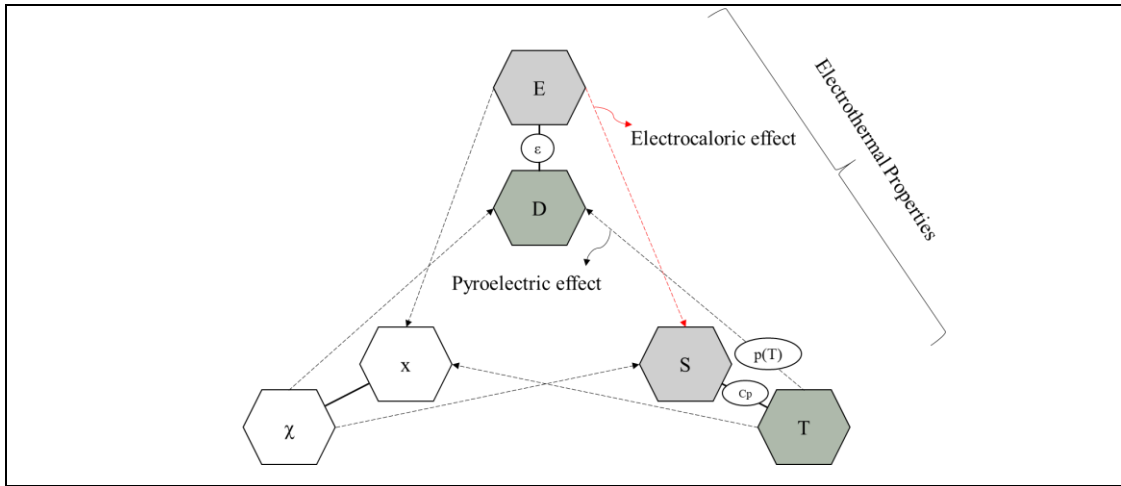 E
Electrothermal Properties
Electrocaloric effect
ε
D
Pyroelectric effect
x
S
p(T)
Cp
χ
T